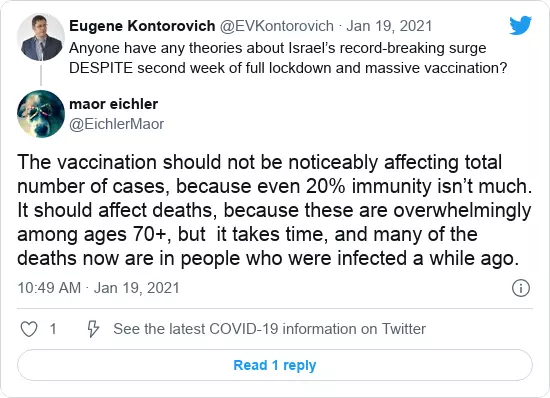 Eugene Kontorovich @EVKontorovich · Jan 19, 2021
Anyone have any theories about Israel's record-breaking surge
DESPITE second week of full lockdown and massive vaccination?
maor eichler
@EichlerMaor
The vaccination should not be noticeably affecting total
number of cases, because even 20% immunity isn't much.
It should affect deaths, because these are overwhelmingly
among ages 70+, but  it takes time, and many of the
deaths now are in people who were infected a while ago.
10:49 AM · Jan 19, 2021
1
See the latest COVID-19 information on Twitter
Read 1 reply